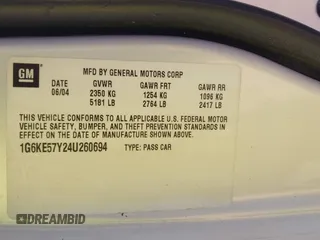 GM
MFD BY GENERAL MOTORS CORP
DATE GVWR GAWR FRT GAWR RR
06/04 2350 KG 1254 KG 1096 KG
5181 LB 2764 LB 2417 LB
THIS VEHICLE CONFORMS TO ALL APPLICABLE U.S. FEDERAL MOTOR
VEHICLE SAFETY, BUMPER, AND THEFT PREVENTION STANDARDS
IN EFFECT ON THE DATE OF MANUFACTURE SHOWN ABOVE.
1G6KE57Y24U260694 TYPE: PASS CAR
DREAMBID